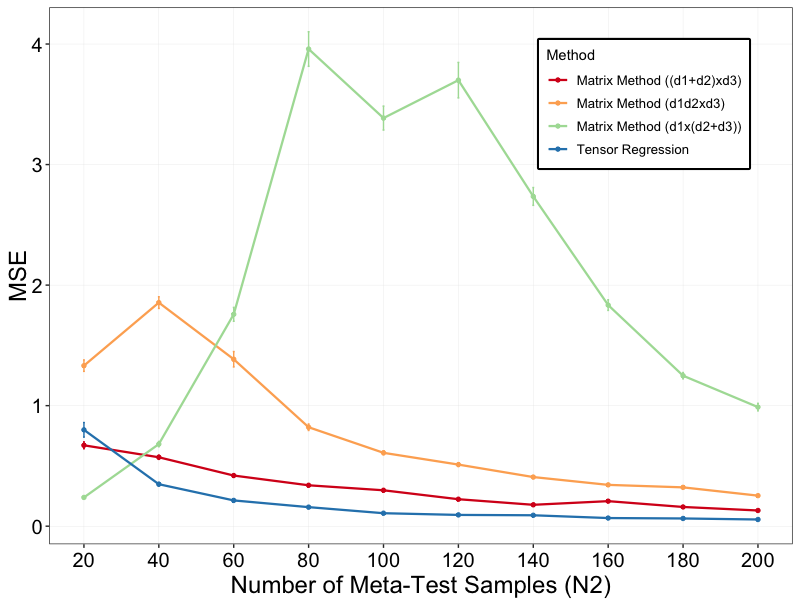 Method
Matrix Method ((d1+d2)xd3)
Matrix Method (d1d2xd3)
Matrix Method (d1x(d2+d3))
Tensor Regression
MSE
4
3
2
1
0
20 40 60 80 100 120 140 160 180 200
Number of Meta-Test Samples (N2)